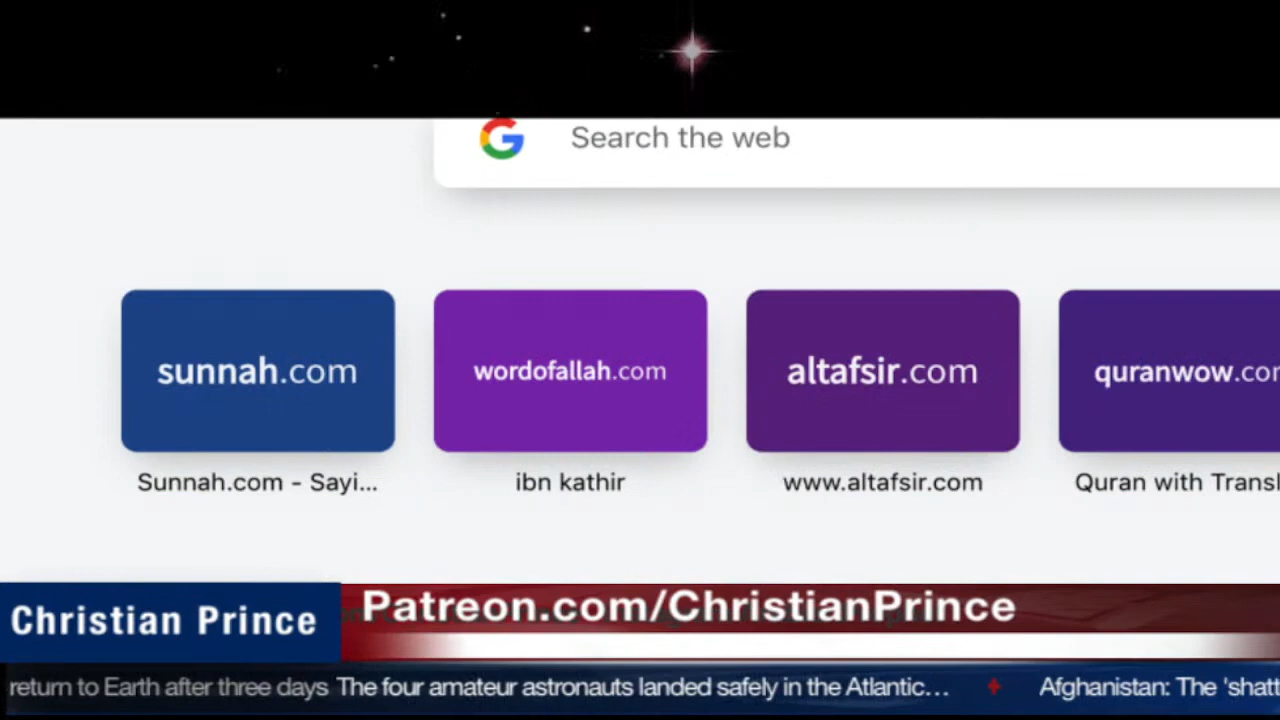 Search the web
sunnah.com
wordofallah.com
altafsir.com
quranwow.com
Sunnah.com - Sayi...
ibn kathir
www.altafsir.com
Quran with Transl
Christian Prince
Patreon.com/ChristianPrince
return to Earth after three days The four amateur astronauts landed safely in the Atlantic... Afghanistan: The 'shatt